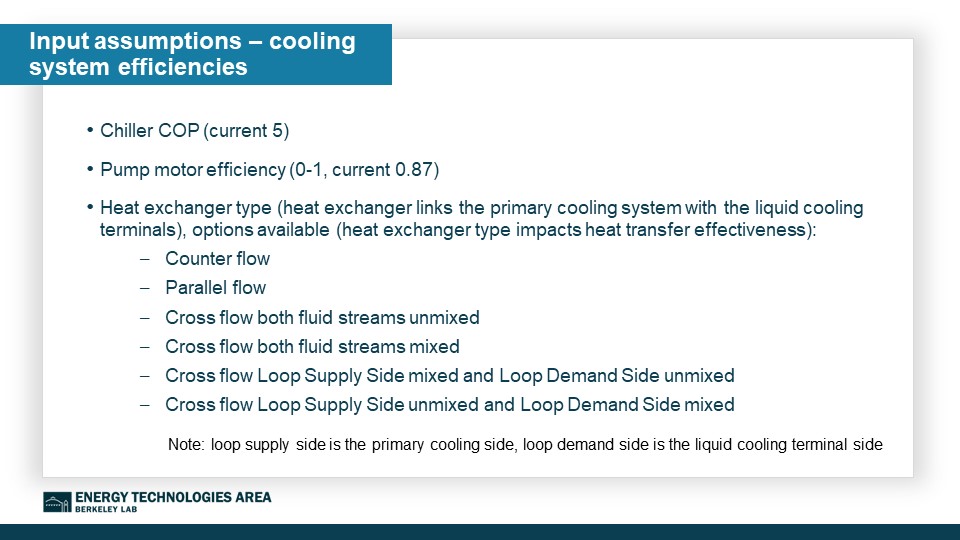 Input assumptions – cooling
system efficiencies
• Chiller COP (current 5)
• Pump motor efficiency (0-1, current 0.87)
• Heat exchanger type (heat exchanger links the primary cooling system with the liquid cooling
terminals), options available (heat exchanger type impacts heat transfer effectiveness):
– Counter flow
– Parallel flow
– Cross flow both fluid streams unmixed
– Cross flow both fluid streams mixed
– Cross flow Loop Supply Side mixed and Loop Demand Side unmixed
– Cross flow Loop Supply Side unmixed and Loop Demand Side mixed
Note: loop supply side is the primary cooling side, loop demand side is the liquid cooling terminal side
ENERGY TECHNOLOGIES AREA
BERKELEY LAB